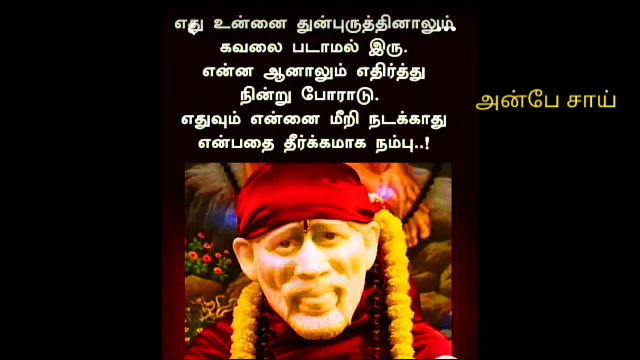 எது உன்னை துன்புருத்தினாலும்
கவலை படாமல் இரு.
என்ன ஆனாலும் எதிர்த்து
நின்று போராடு.
எதுவும் என்னை மீறி நடக்காது
என்பதை தீர்க்கமாக நம்பு..!
அன்பே சாய்